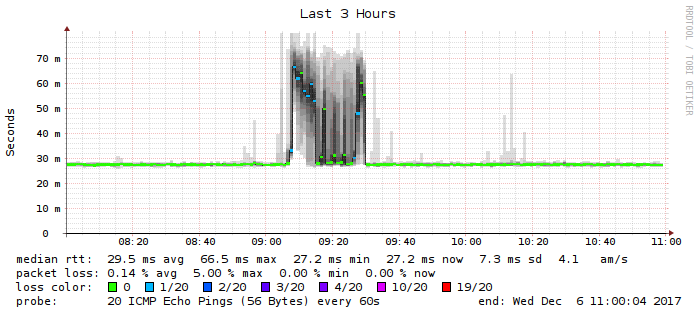 Last 3 Hours
RRDTOOL / TOBI OETIKER
Seconds
70 m
60 m
50 m
40 m
30 m
20 m
10 m
0
08:20 08:40 09:00 09:20 09:40 10:00 10:20 10:40 11:00
median rtt: 29.5 ms avg 66.5 ms max 27.2 ms min 27.2 ms now 7.3 ms sd 4.1 am/s
packet loss: 0.14 % avg 5.00 % max 0.00 % min 0.00 % now
loss color: 0 1/20 2/20 3/20 4/20 10/20 19/20
probe: 20 ICMP Echo Pings (56 Bytes) every 60s end: Wed Dec 6 11:00:04 2017